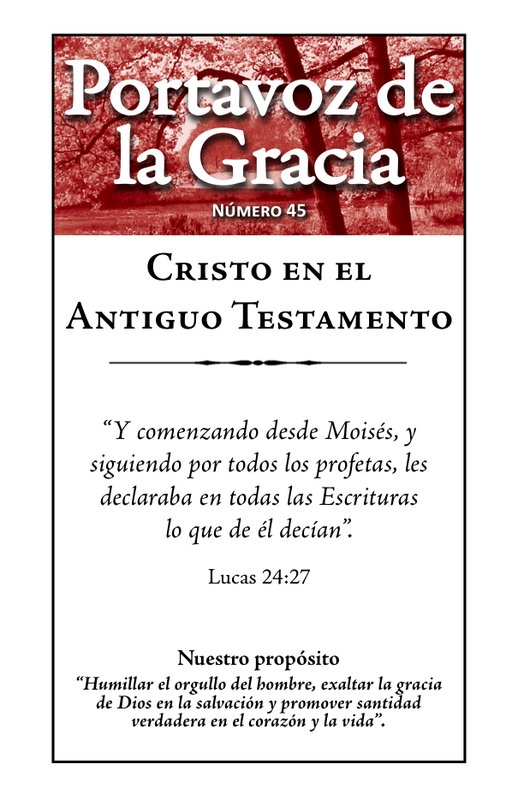 Portavoz de
la Gracia
Número 45
Cristo en el
Antiguo Testamento
“Y comenzando desde Moisés, y
siguiendo por todos los profetas, les
declaraba en todas las Escrituras
lo que de él decían”.
Lucas 24:27
Nuestro propósito
“Humillar el orgullo del hombre, exaltar la gracia
de Dios en la salvación y promover santidad
verdadera en el corazón y la vida”.